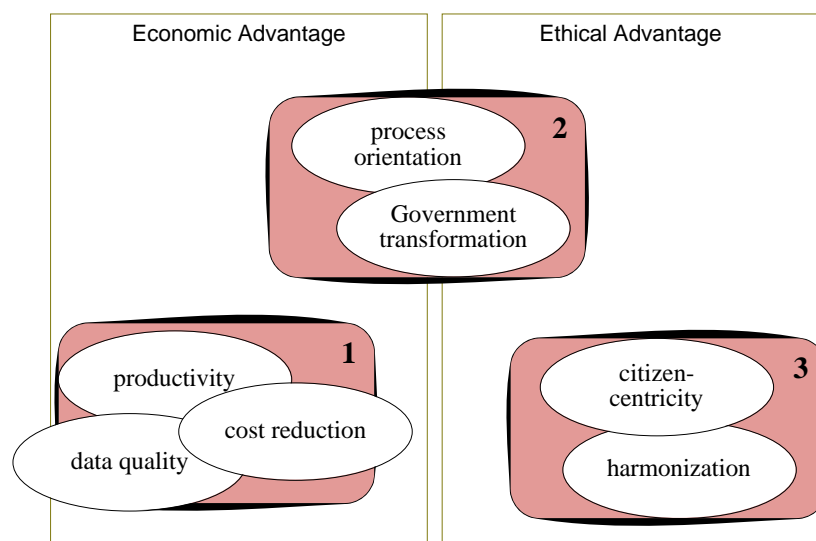 Economic Advantage
Ethical Advantage
2
process
orientation
Government
transformation
1
productivity
cost reduction
data quality
3
citizen-
centricity
harmonization